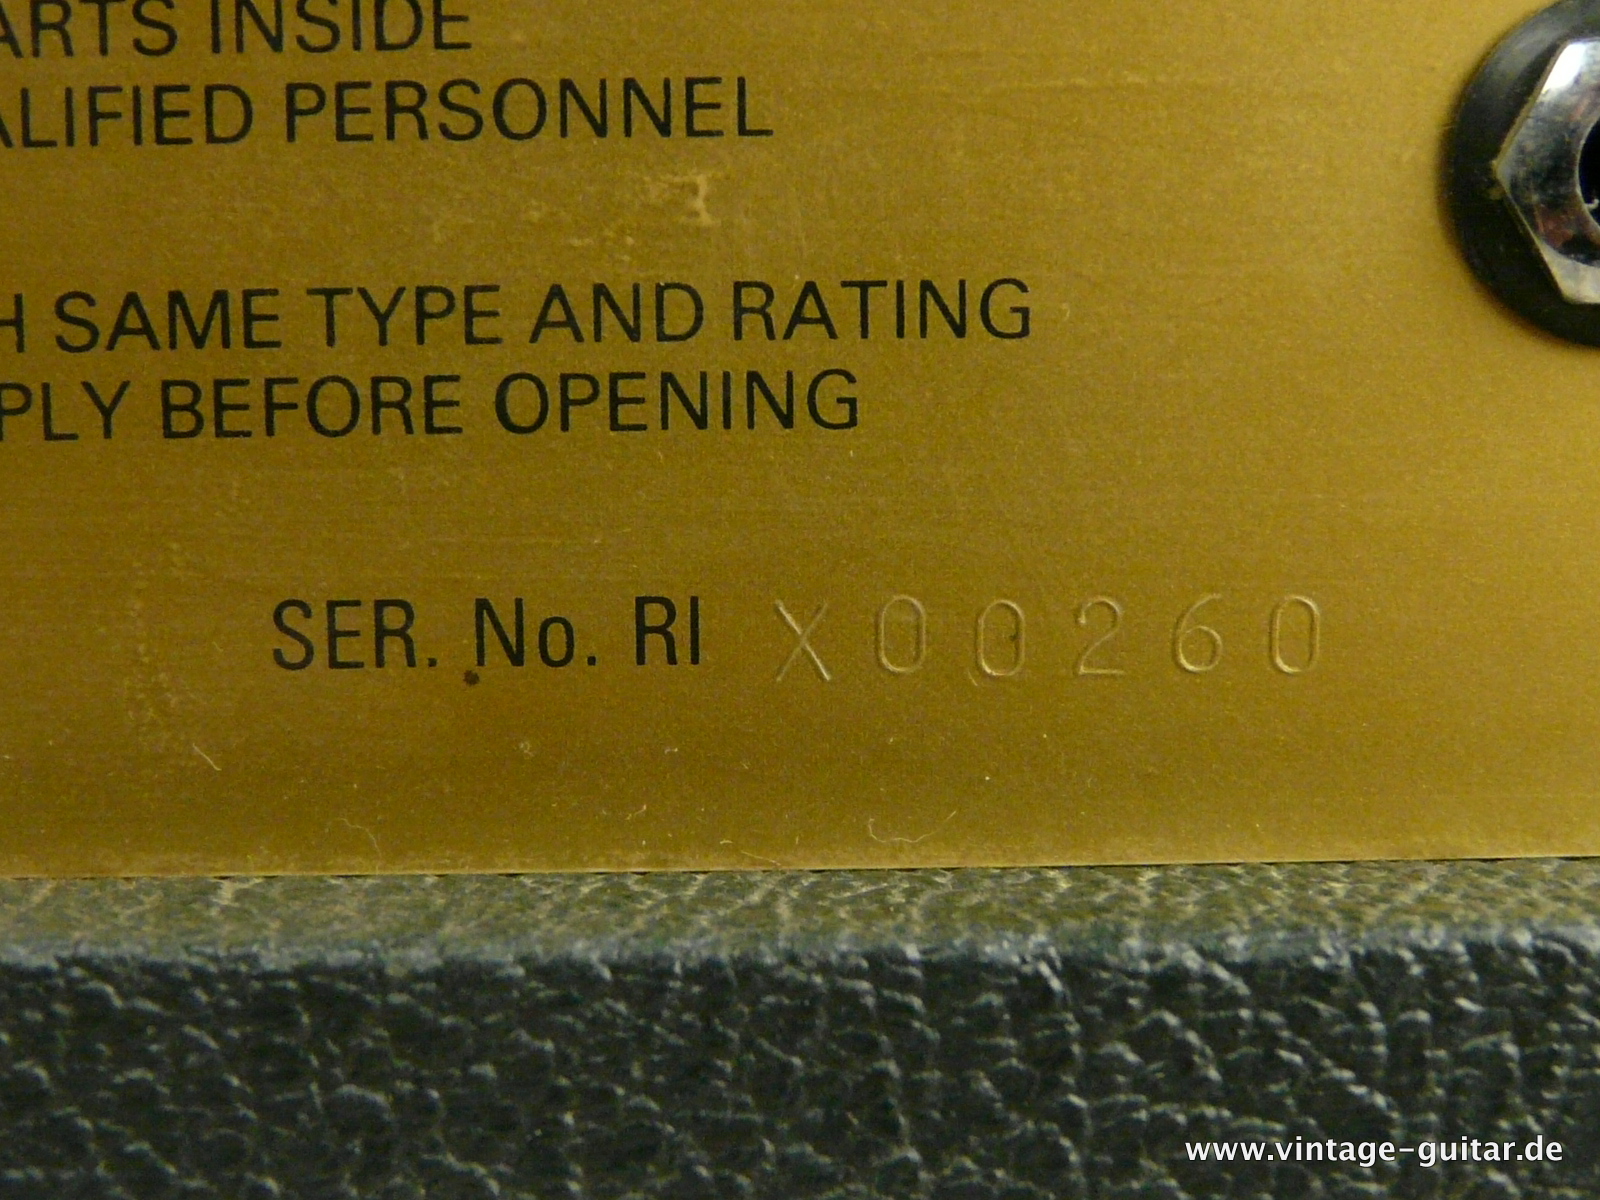 ARTS INSIDE
ALIFIED PERSONNEL
H SAME TYPE AND RATING
PLY BEFORE OPENING
SER. No. RI X00260
www.vintage-guitar.de